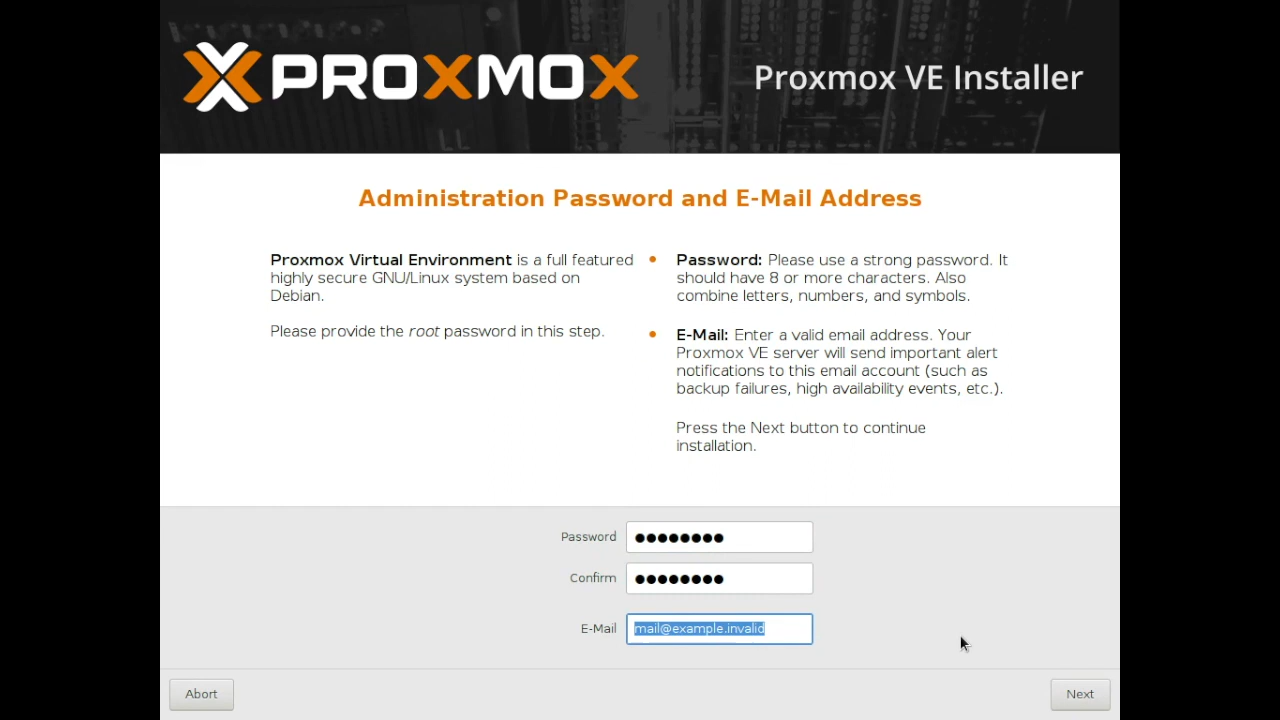 PROXMOX
Proxmox VE Installer
LL
Administration Password and E-Mail Address
Proxmox Virtual Environment is a full featured
highly secure GNU/Linux system based on
Debian.
Please provide the root password in this step.
• Password: Please use a strong password. It
should have 8 or more characters. Also
combine letters, numbers, and symbols.
• E-Mail: Enter a valid email address. Your
Proxmox VE server will send important alert
notifications to this email account (such as
backup failures, high availability events, etc.).
Press the Next button to continue
installation.
Password ●●●●●●●●
Confirm ●●●●●●●●
E-Mail mail@example.invalid
Abort
Next